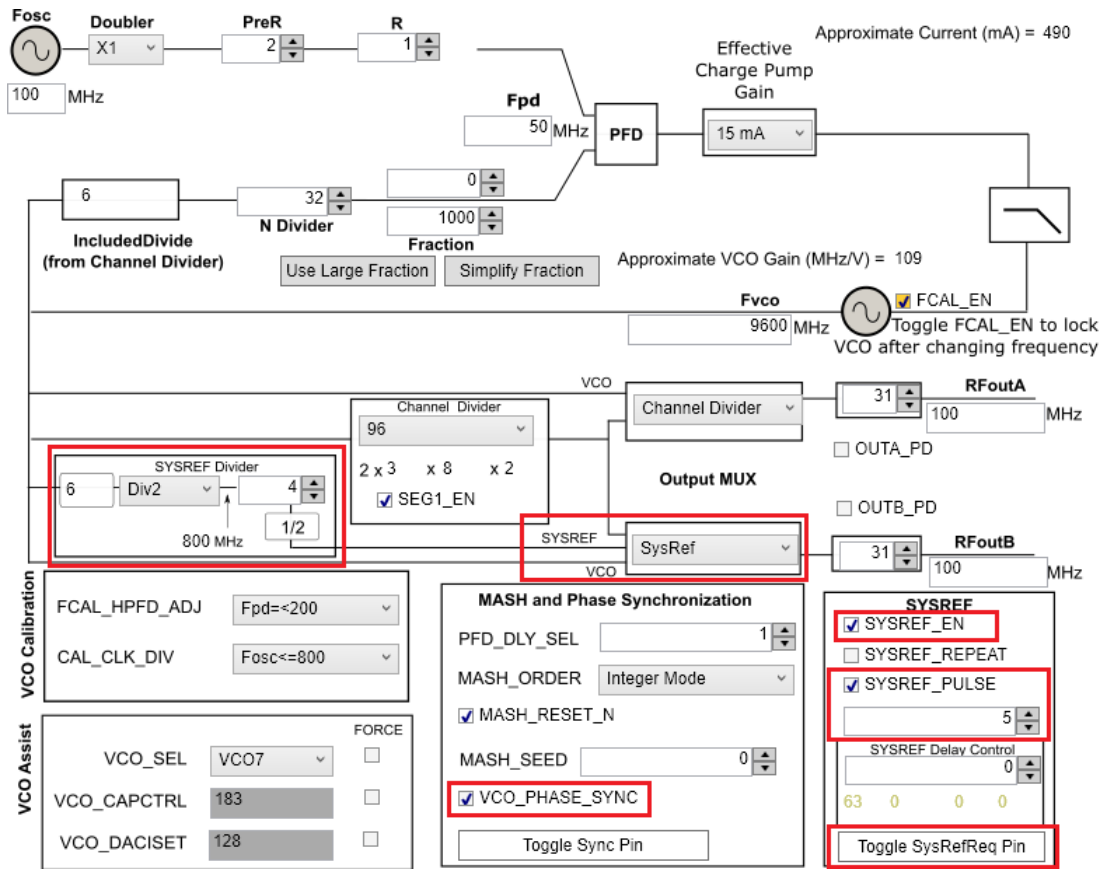 Fosc
Doubler
PreR
R
Approximate Current (mA) = 490
X1
2
1
100 MHz
Effective
Charge Pump
Gain
Fpd
50 MHz
PFD
15 mA
6
32
0
1000
IncludedDivide
(from Channel Divider)
N Divider
Fraction
Use Large Fraction
Simplify Fraction
Approximate VCO Gain (MHz/V) = 109
Fvco
9600 MHz
FCAL_EN
Toggle FCAL_EN to lock
VCO after changing frequency
VCO
Channel Divider
31
RFoutA
100 MHz
OUTA_PD
Channel Divider
96
2 x 3 x 8 x 2
SEG1_EN
Output MUX
OUTB_PD
SYSREF Divider
6
Div2
4
1/2
800 MHz
SYSREF
SysRef
VCO
31
RFoutB
100 MHz
VCO Calibration
FCAL_HPFD_ADJ
Fpd=<200
CAL_CLK_DIV
Fosc<=800
MASH and Phase Synchronization
PFD_DLY_SEL
1
MASH_ORDER
Integer Mode
MASH_RESET_N
MASH_SEED
0
VCO_PHASE_SYNC
Toggle Sync Pin
SYSREF
SYSREF_EN
SYSREF_REPEAT
SYSREF_PULSE
5
SYSREF Delay Control
0
63 0 0 0
Toggle SysRefReq Pin
VCO Assist
FORCE
VCO_SEL
VCO7
VCO_CAPCTRL
183
VCO_DACISET
128